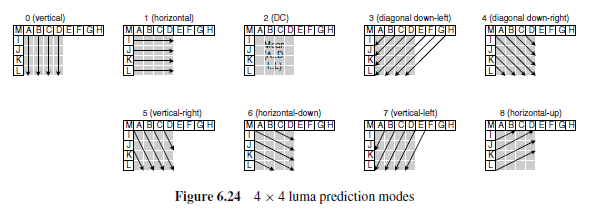 0 (vertical) 1 (horizontal) 2 (DC) 3 (diagonal down-left) 4 (diagonal down-right)
M A B C D E F G H M A B C D E F G H M A B C D E F G H M A B C D E F G H M A B C D E F G H
I I I I I
J J J J J
K K K K K
L L L L L
5 (vertical-right) 6 (horizontal-down) 7 (vertical-left) 8 (horizontal-up)
M A B C D E F G H M A B C D E F G H M A B C D E F G H M A B C D E F G H
I I I I
J J J J
K K K K
L L L L
Figure 6.24 4 × 4 luma prediction modes